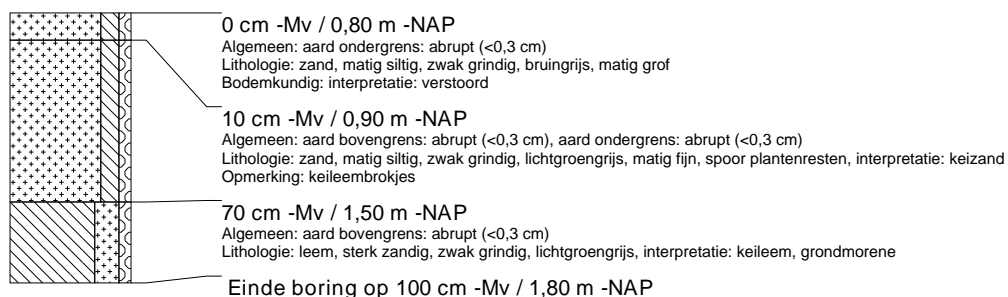 0 cm -Mv / 0,80 m -NAP
Algemeen: aard ondergrens: abrupt (<0,3 cm)
Lithologie: zand, matig siltig, zwak grindig, bruingrijs, matig grof
Bodemkundig: interpretatie: verstoord
10 cm -Mv / 0,90 m -NAP
Algemeen: aard bovengrens: abrupt (<0,3 cm), aard ondergrens: abrupt (<0,3 cm)
Lithologie: zand, matig siltig, zwak grindig, lichtgroengrijs, matig fijn, spoor plantenresten, interpretatie: keizand
Opmerking: keileembrokjes
70 cm -Mv / 1,50 m -NAP
Algemeen: aard bovengrens: abrupt (<0,3 cm)
Lithologie: leem, sterk zandig, zwak grindig, lichtgroengrijs, interpretatie: keileem, grondmorene
Einde boring op 100 cm -Mv / 1,80 m -NAP